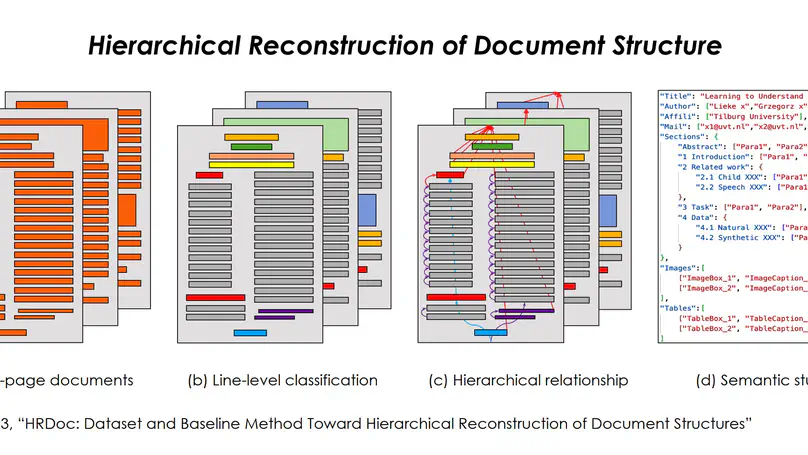 Hierarchical Reconstruction of Document Structure
"Title": "Learning to Understand
"Author": ["Lieke x","Grzegorz x"
"Affili": ["Tilburg University"],
"Mail": ["x1@uvt.nl","x2@uvt.nl",
"Sections": {
"Abstract": ["Para1", "Para2"
"1 Introduction": ["Para1", "
"2 Related work": {
"2.1 Child XXX": ["Para1"
"2.2 Speech XXX": ["Para1
},
"3 Task": ["Para1", "Para2"],
"4 Data": {
"4.1 Natural XXX": ["Para
"4.2 Synthetic XXX": ["Pa
}
},
"Images":[
["ImageBox_1", "ImageCaption_
["ImageBox_2", "ImageCaption_
],
"Tables":[
["TableBox_1", "TableCaption_
["TableBox_2", "TableCaption_
]
-page documents
(b) Line-level classification
(c) Hierarchical relationship
(d) Semantic stu
3, “HRDoc: Dataset and Baseline Method Toward Hierarchical Reconstruction of Document Structures”